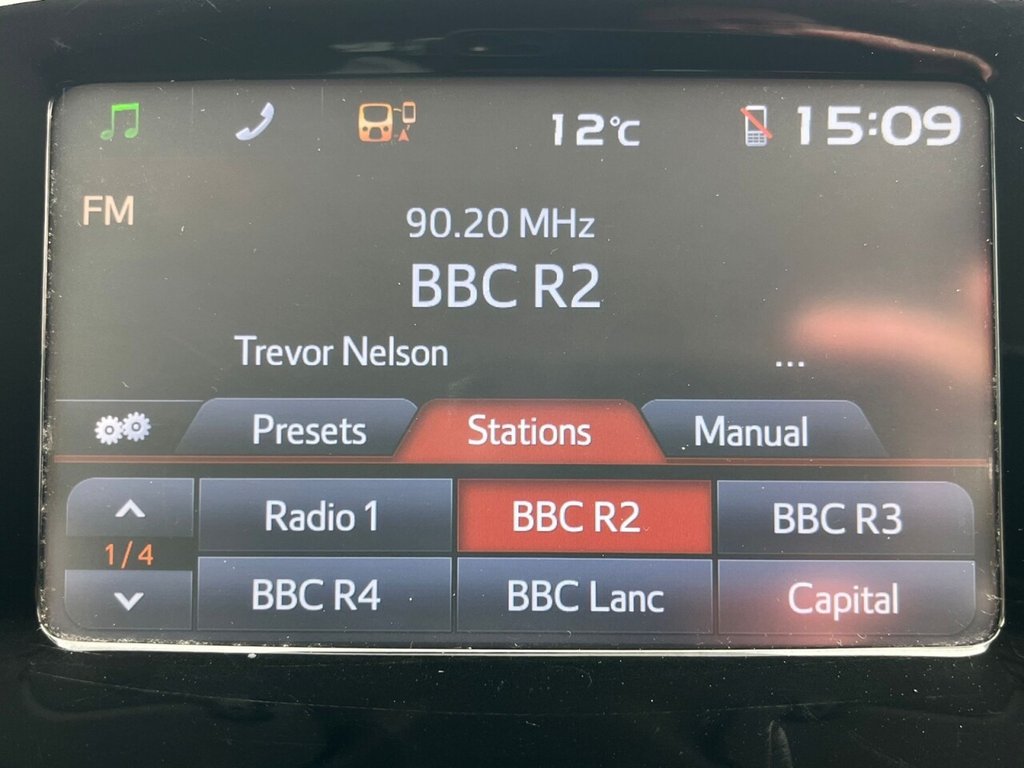 12°C 15:09
FM
90.20 MHz
BBC R2
Trevor Nelson ...
Presets Stations Manual
Radio 1 BBC R2 BBC R3
1/4
BBC R4 BBC Lanc Capital